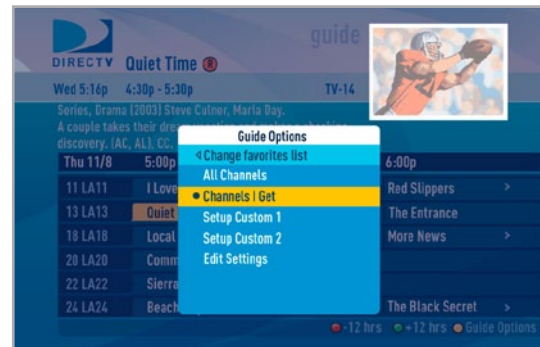 guide
DIRECTV Quiet Time ®
Wed 5:16p 4:30p - 5:30p TV-14
Series, Drama (2003) Steve Culner, Marla Day.
A couple takes their
discovery. (AC, AL), CC.
Guide Options
Change favorites list
All Channels
Channels I Get
Setup Custom 1
Setup Custom 2
Edit Settings
Thu 11/8 5:00p 6:00p
11 LA11 I Love Red Slippers >
13 LA13 Quiet The Entrance
18 LA18 Local More News >
20 LA20 Comm
22 LA22 Sierra
24 LA24 Beach The Black Secret >
-12 hrs +12 hrs Guide Options